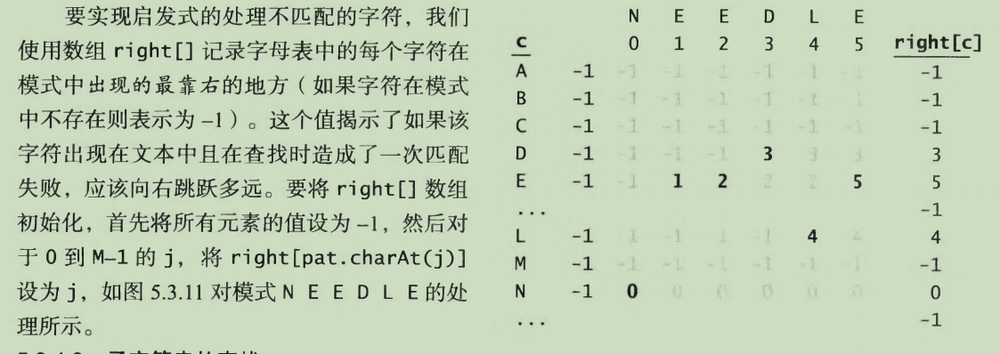 要实现启发式的处理不匹配的字符，我们
使用数组 right[] 记录字母表中的每个字符在
模式中出现的最靠右的地方（如果字符在模式
中不存在则表示为 –1）。这个值揭示了如果该
字符出现在文本中且在查找时造成了一次匹配
失败，应该向右跳跃多远。要将 right[] 数组
初始化，首先将所有元素的值设为 –1，然后对
于 0 到 M–1 的 j，将 right[pat.charAt(j)]
设为 j，如图 5.3.11 对模式 N E E D L E 的处
理所示。
N E E D L E
c 0 1 2 3 4 5 right[c]
A -1 -1 -1 -1 -1 -1 -1 -1
B -1 -1 -1 -1 -1 -1 -1 -1
C -1 -1 -1 -1 -1 -1 -1 -1
D -1 -1 -1 -1 3 3 3 3
E -1 -1 1 2 2 2 5 5
... -1
L -1 -1 -1 -1 -1 4 4 4
M -1 -1 -1 -1 -1 -1 -1 -1
N -1 0 0 0 0 0 0 0
... -1